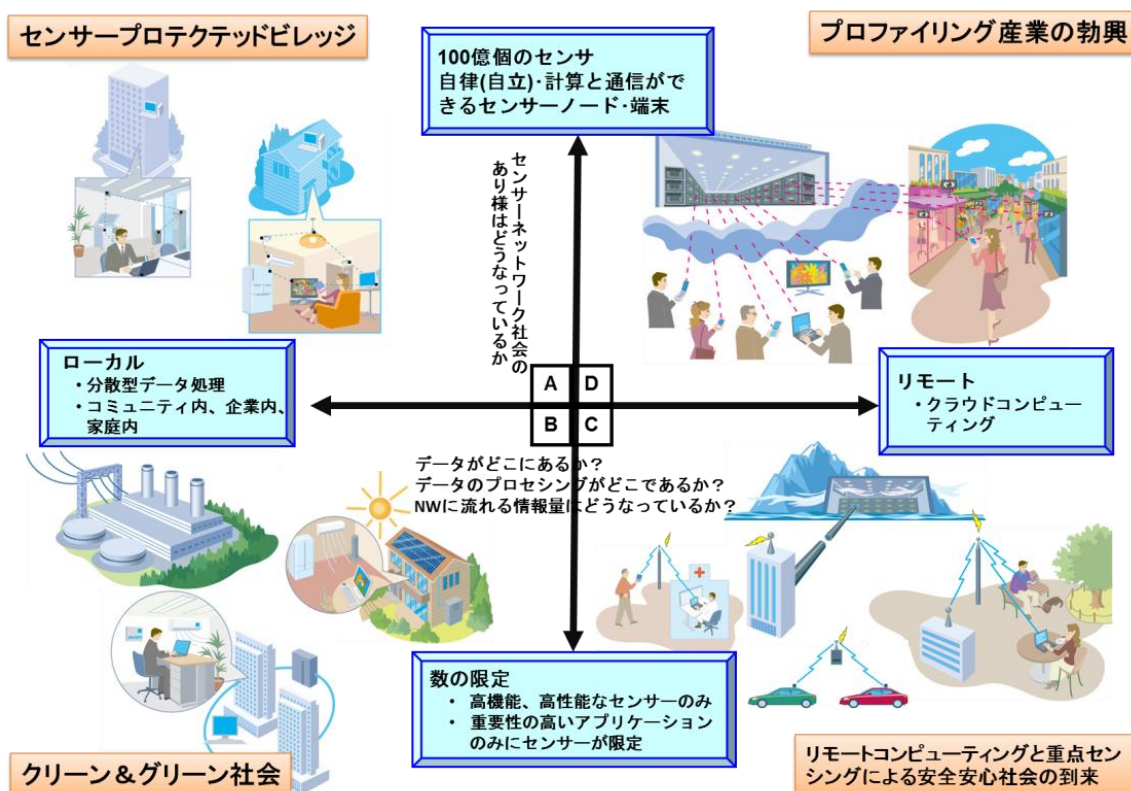 センサープロテクテッドビレッジ
プロファイリング産業の勃興
100億個のセンサ
自律(自立)・計算と通信がで
きるセンサーノード・端末
センサーネットワーク社会の
あり様はどうなっているか
ローカル
・分散型データ処理
・コミュニティ内、企業内、
家庭内
A D
B C
リモート
・クラウドコンピュー
ティング
データがどこにあるか？
データのプロセシングがどこであるか？
NWに流れる情報量はどうなっているか？
数の限定
・ 高機能、高性能なセンサーのみ
・ 重要性の高いアプリケーション
のみにセンサーが限定
クリーン＆グリーン社会
リモートコンピューティングと重点セン
シングによる安全安心社会の到来